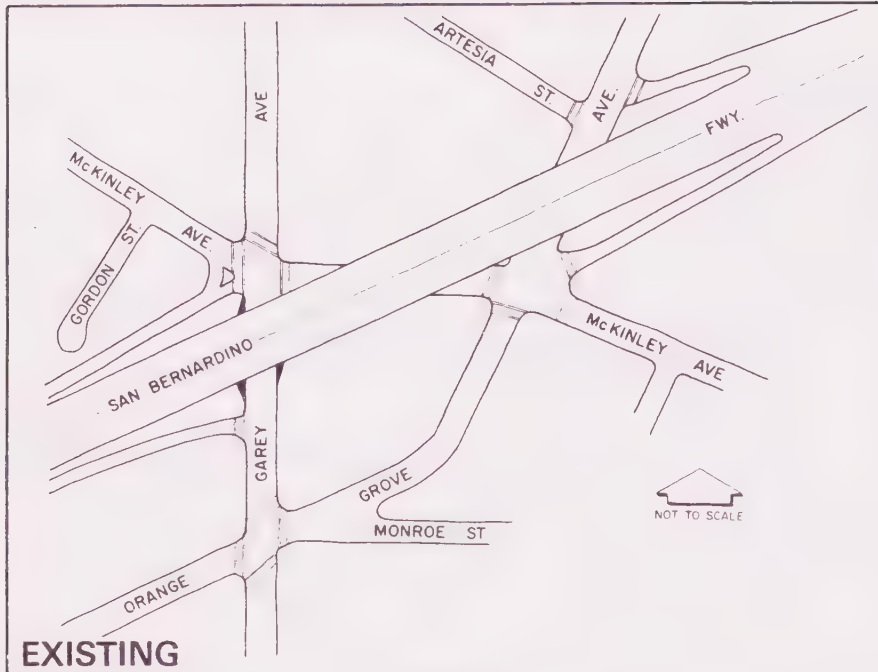 ARTESIA
ST.
AVE.
AVE
FWY.
McKINLEY
AVE.
GORDON
ST.
SAN BERNARDINO
McKINLEY
AVE
GAREY
GROVE
NOT TO SCALE
MONROE ST
ORANGE
EXISTING